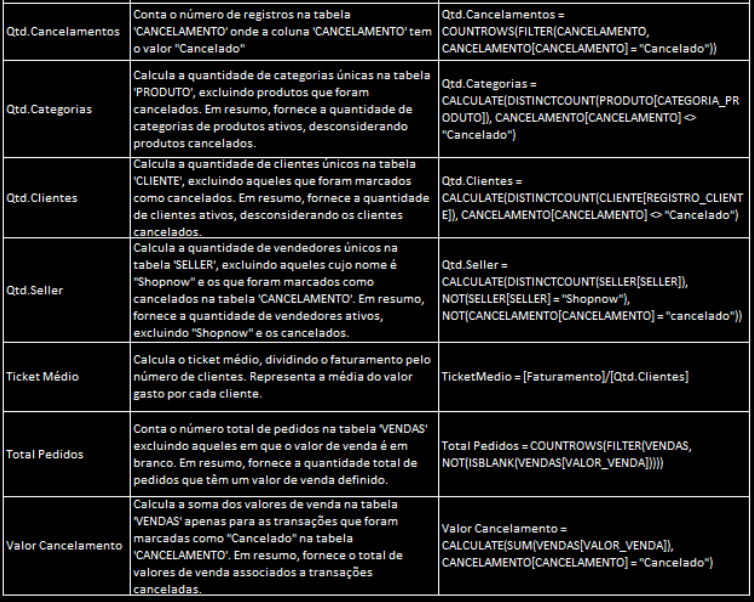 Qtd.Cancelamentos
Conta o número de registros na tabela
'CANCELAMENTO' onde a coluna 'CANCELAMENTO' tem
o valor "Cancelado"
Qtd.Cancelamentos =
COUNTROWS(FILTER(CANCELAMENTO,
CANCELAMENTO[CANCELAMENTO] = "Cancelado"))
Qtd.Categorias
Calcula a quantidade de categorias únicas na tabela
'PRODUTO', excluindo produtos que foram
cancelados. Em resumo, fornece a quantidade de
categorias de produtos ativos, desconsiderando
produtos cancelados.
Qtd.Categorias =
CALCULATE(DISTINCTCOUNT(PRODUTO[CATEGORIA_PR
ODUTO]), CANCELAMENTO[CANCELAMENTO] <>
"Cancelado")
Qtd.Clientes
Calcula a quantidade de clientes únicos na tabela
'CLIENTE', excluindo aqueles que foram marcados
como cancelados. Em resumo, fornece a quantidade
de clientes ativos, desconsiderando os clientes
cancelados.
Qtd.Clientes =
CALCULATE(DISTINCTCOUNT(CLIENTE[REGISTRO_CLIENT
E]), CANCELAMENTO[CANCELAMENTO] <> "Cancelado")
Qtd.Seller
Calcula a quantidade de vendedores únicos na
tabela 'SELLER', excluindo aqueles cujo nome é
"Shopnow" e os que foram marcados como
cancelados na tabela 'CANCELAMENTO'. Em resumo,
fornece a quantidade de vendedores ativos,
excluindo "Shopnow" e os cancelados.
Qtd.Seller =
CALCULATE(DISTINCTCOUNT(SELLER[SELLER]),
NOT(SELLER[SELLER] = "Shopnow"),
NOT(CANCELAMENTO[CANCELAMENTO] = "cancelado"))
Ticket Médio
Calcula o ticket médio, dividindo o faturamento pelo
número de clientes. Representa a média do valor
gasto por cada cliente.
TicketMedio = [Faturamento]/[Qtd.Clientes]
Total Pedidos
Conta o número total de pedidos na tabela 'VENDAS'
excluindo aqueles em que o valor de venda é em
branco. Em resumo, fornece a quantidade total de
pedidos que têm um valor de venda definido.
Total Pedidos = COUNTROWS(FILTER(VENDAS,
NOT(ISBLANK(VENDAS[VALOR_VENDA]))))
Valor Cancelamento
Calcula a soma dos valores de venda na tabela
'VENDAS' apenas para as transações que foram
marcadas como "Cancelado" na tabela
'CANCELAMENTO'. Em resumo, fornece o total de
valores de venda associados a transações
canceladas.
Valor Cancelamento =
CALCULATE(SUM(VENDAS[VALOR_VENDA]),
CANCELAMENTO[CANCELAMENTO] = "Cancelado")